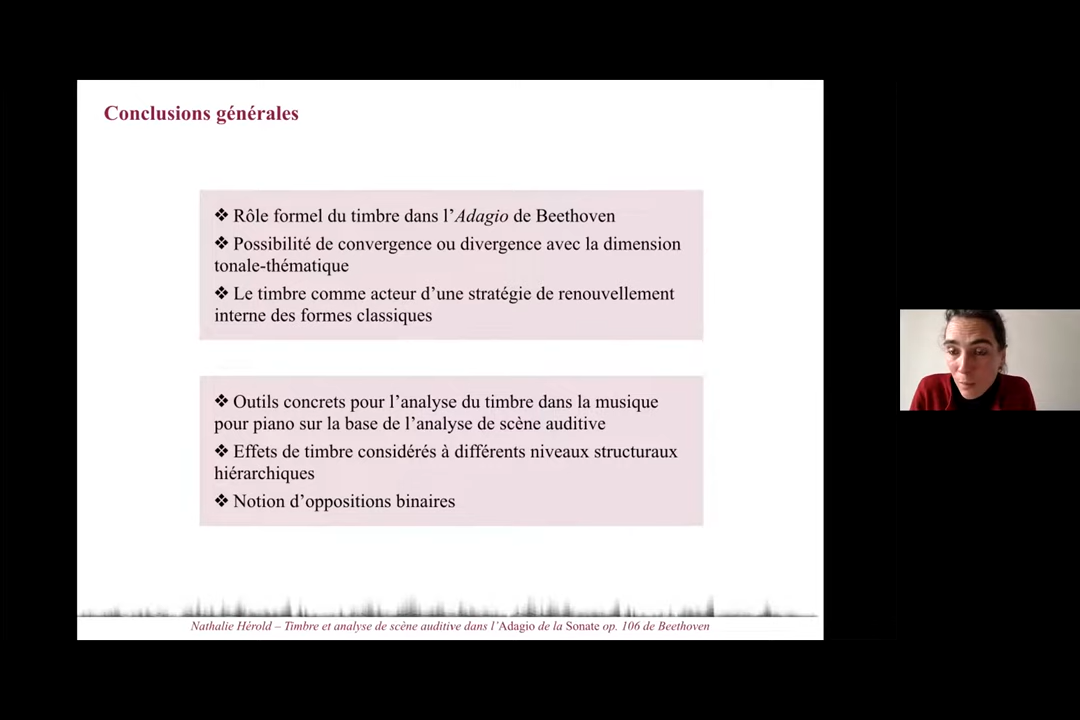 Conclusions générales
❖ Rôle formel du timbre dans l’Adagio de Beethoven
❖ Possibilité de convergence ou divergence avec la dimension
tonale-thématique
❖ Le timbre comme acteur d’une stratégie de renouvellement
interne des formes classiques
❖ Outils concrets pour l’analyse du timbre dans la musique
pour piano sur la base de l’analyse de scène auditive
❖ Effets de timbre considérés à différents niveaux structuraux
hiérarchiques
❖ Notion d’oppositions binaires
Nathalie Hérold – Timbre et analyse de scène auditive dans l’Adagio de la Sonate op. 106 de Beethoven